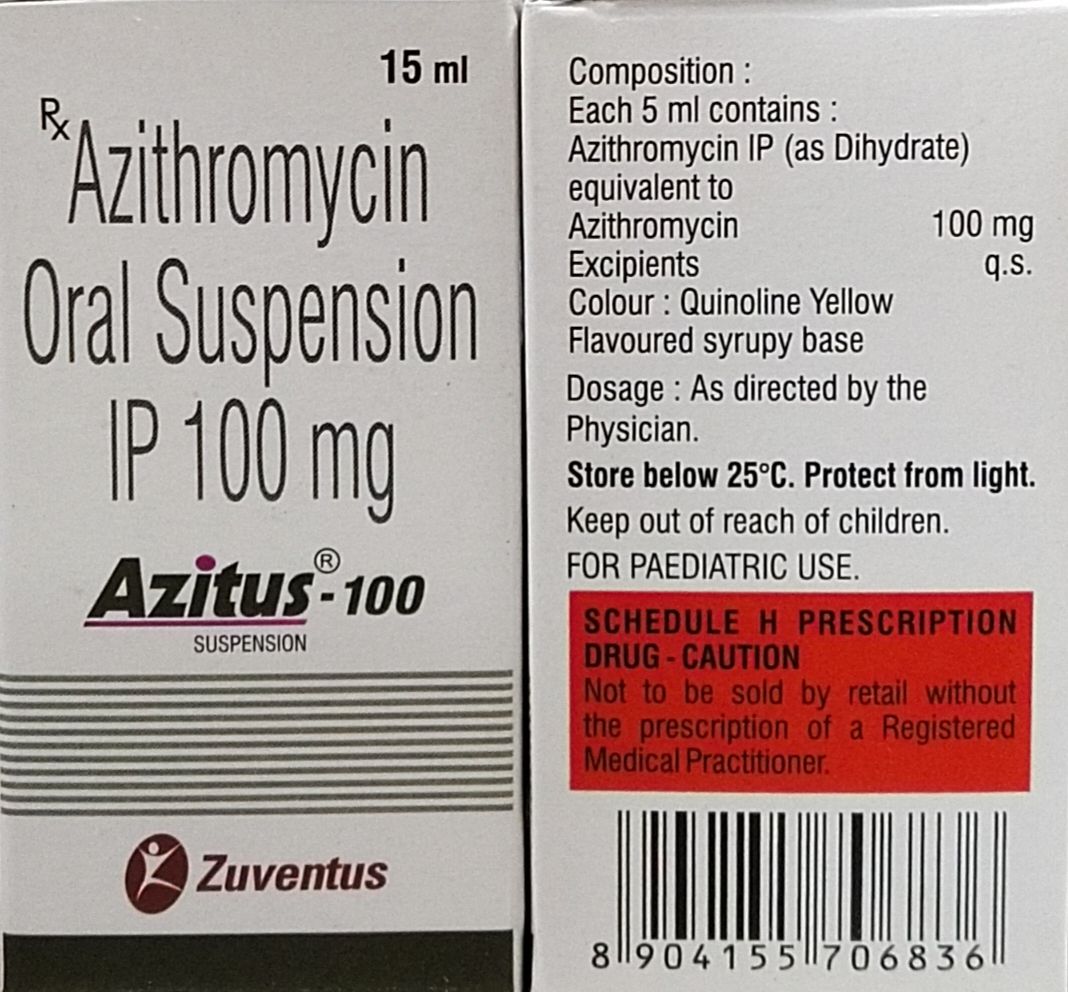 15 ml
Rx
Azithromycin
Oral Suspension
IP 100 mg
Azitus®-100
SUSPENSION
Zuventus
Composition :
Each 5 ml contains :
Azithromycin IP (as Dihydrate)
equivalent to
Azithromycin 100 mg
Excipients q.s.
Colour : Quinoline Yellow
Flavoured syrupy base
Dosage : As directed by the
Physician.
Store below 25°C. Protect from light.
Keep out of reach of children.
FOR PAEDIATRIC USE.
SCHEDULE H PRESCRIPTION
DRUG - CAUTION
Not to be sold by retail without
the prescription of a Registered
Medical Practitioner.
8 904155 706836